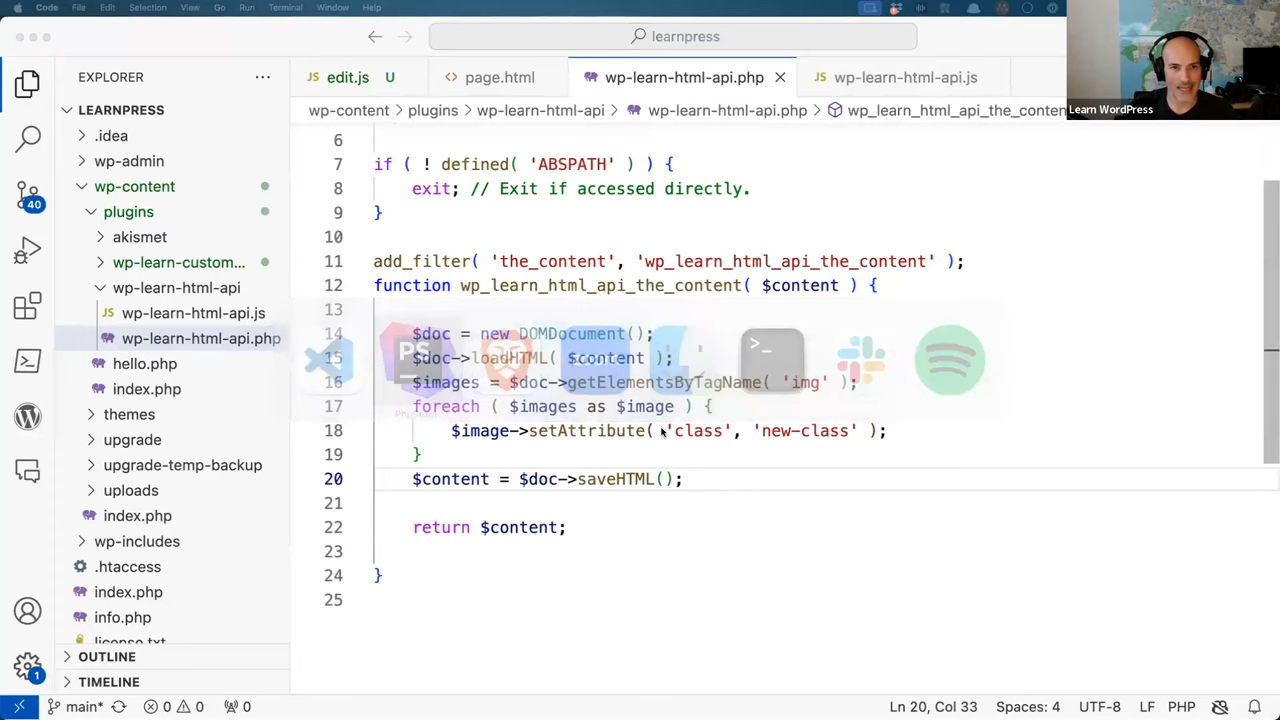 Code File Edit Selection View Go Run Terminal Window Help
learnpress
Learn WordPress
EXPLORER
edit.js U
page.html
wp-learn-html-api.php
wp-learn-html-api.js
wp-content > plugins > wp-learn-html-api > wp-learn-html-api.php > wp_learn_html_api_the_conten
LEARNPRESS
.idea
wp-admin
wp-content
plugins
akismet
wp-learn-custom...
wp-learn-html-api
wp-learn-html-api.js
wp-learn-html-api.php
hello.php
index.php
themes
upgrade
upgrade-temp-backup
uploads
index.php
wp-includes
.htaccess
index.php
info.php
license.txt
OUTLINE
TIMELINE
40
1
6
7 if ( ! defined( 'ABSPATH' ) ) {
8 exit; // Exit if accessed directly.
9 }
10
11 add_filter( 'the_content', 'wp_learn_html_api_the_content' );
12 function wp_learn_html_api_the_content( $content ) {
13
14 $doc = new DOMDocument();
15 $doc->loadHTML( $content );
16 $images = $doc->getElementsByTagName( 'img' );
17 foreach ( $images as $image ) {
18 $image->setAttribute( 'class', 'new-class' );
19 }
20 $content = $doc->saveHTML();
21
22 return $content;
23
24 }
25
PS
>_
main* 0 0 0
Ln 20, Col 33 Spaces: 4 UTF-8 LF PHP